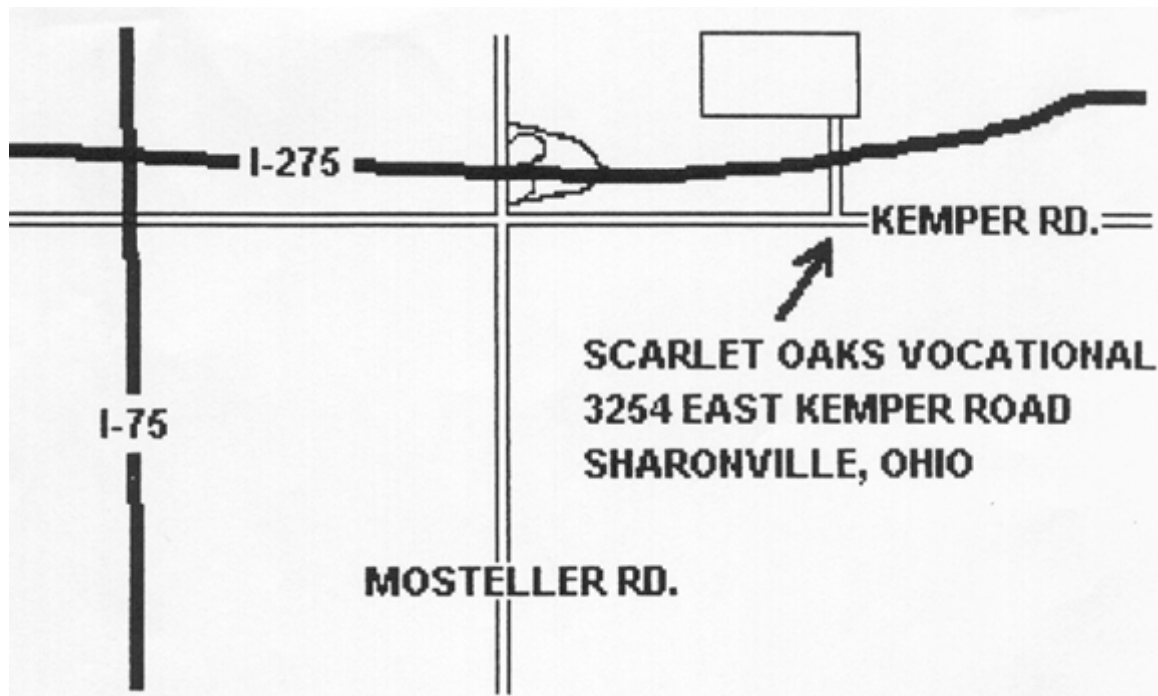 I-275
KEMPER RD.
SCARLET OAKS VOCATIONAL
3254 EAST KEMPER ROAD
SHARONVILLE, OHIO
I-75
MOSTELLER RD.